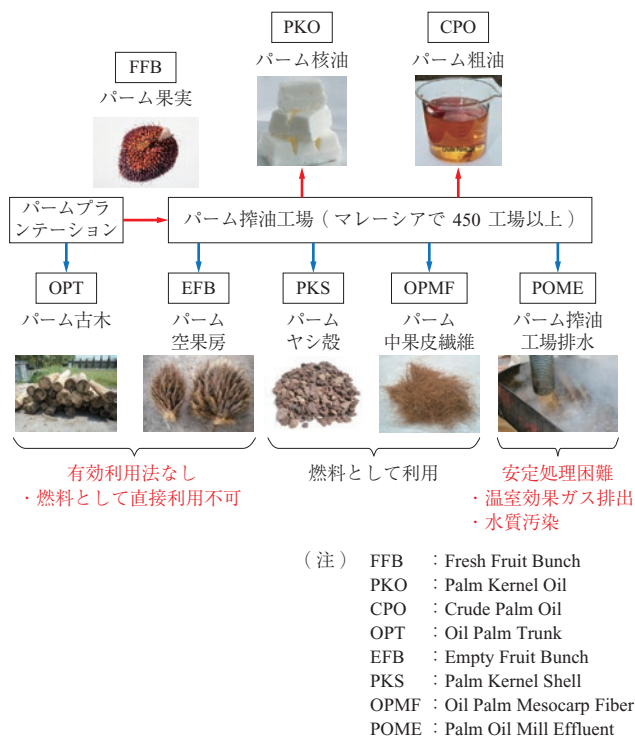 PKO
パーム核油
CPO
パーム粗油
FFB
パーム果実
パームプラ
ンテーション
パーム搾油工場（マレーシアで 450 工場以上）
OPT
パーム古木
EFB
パーム
空果房
PKS
パーム
ヤシ殻
OPMF
パーム
中果皮繊維
POME
パーム搾油
工場排水
有効利用法なし
・燃料として直接利用不可
燃料として利用
安定処理困難
・温室効果ガス排出
・水質汚染
（注） FFB ：Fresh Fruit Bunch
PKO ：Palm Kernel Oil
CPO ：Crude Palm Oil
OPT ：Oil Palm Trunk
EFB ：Empty Fruit Bunch
PKS ：Palm Kernel Shell
OPMF ：Oil Palm Mesocarp Fiber
POME ：Palm Oil Mill Effluent